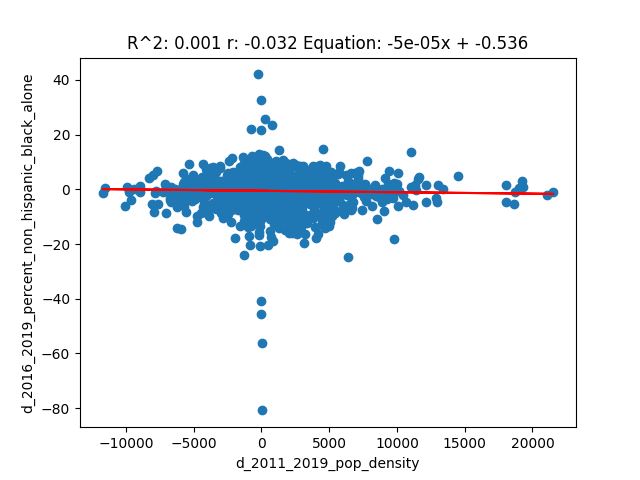 R^2: 0.001 r: -0.032 Equation: -5e-05x + -0.536
d_2016_2019_percent_non_hispanic_black_alone
40
20
0
−20
−40
−60
−80
−10000 −5000 0 5000 10000 15000 20000
d_2011_2019_pop_density